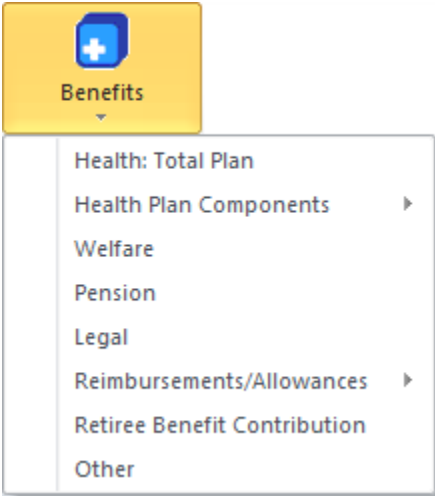 Benefits
Health: Total Plan
Health Plan Components
Welfare
Pension
Legal
Reimbursements/Allowances
Retiree Benefit Contribution
Other